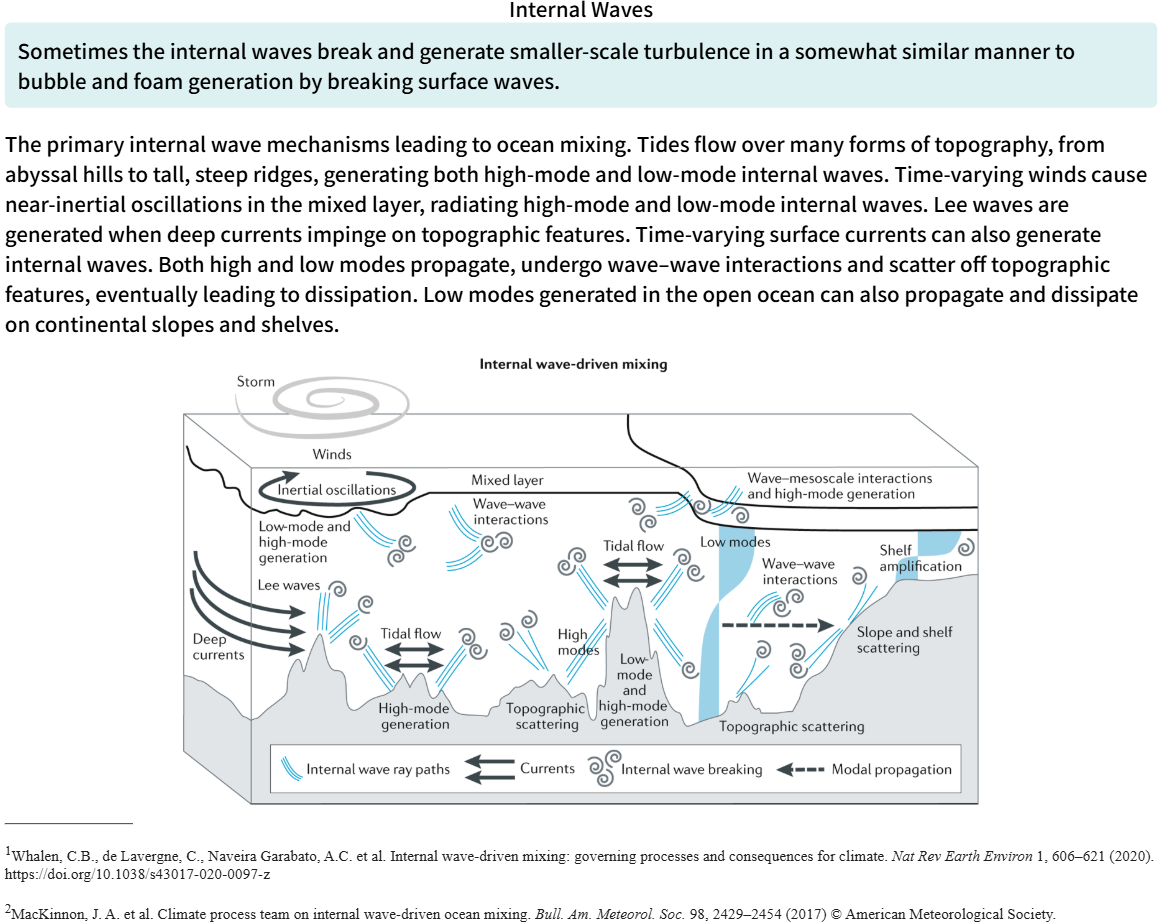 Internal Waves
Sometimes the internal waves break and generate smaller-scale turbulence in a somewhat similar manner to
bubble and foam generation by breaking surface waves.
The primary internal wave mechanisms leading to ocean mixing. Tides flow over many forms of topography, from
abyssal hills to tall, steep ridges, generating both high-mode and low-mode internal waves. Time-varying winds cause
near-inertial oscillations in the mixed layer, radiating high-mode and low-mode internal waves. Lee waves are
generated when deep currents impinge on topographic features. Time-varying surface currents can also generate
internal waves. Both high and low modes propagate, undergo wave–wave interactions and scatter off topographic
features, eventually leading to dissipation. Low modes generated in the open ocean can also propagate and dissipate
on continental slopes and shelves.
Internal wave-driven mixing
Storm
Winds
Inertial oscillations
Mixed layer
Wave–mesoscale interactions
and high-mode generation
Low-mode and
high-mode
generation
Wave–wave
interactions
Tidal flow
Low modes
Shelf
amplification
Wave–wave
interactions
Lee waves
Deep
currents
Tidal flow
High
modes
Slope and shelf
scattering
Low-
mode
and
high-mode
generation
High-mode
generation
Topographic
scattering
Topographic scattering
Internal wave ray paths
Currents
Internal wave breaking
Modal propagation
1Whalen, C.B., de Lavergne, C., Naveira Garabato, A.C. et al. Internal wave-driven mixing: governing processes and consequences for climate. Nat Rev Earth Environ 1, 606–621 (2020).
https://doi.org/10.1038/s43017-020-0097-z
2MacKinnon, J. A. et al. Climate process team on internal wave-driven ocean mixing. Bull. Am. Meteorol. Soc. 98, 2429–2454 (2017) © American Meteorological Society.